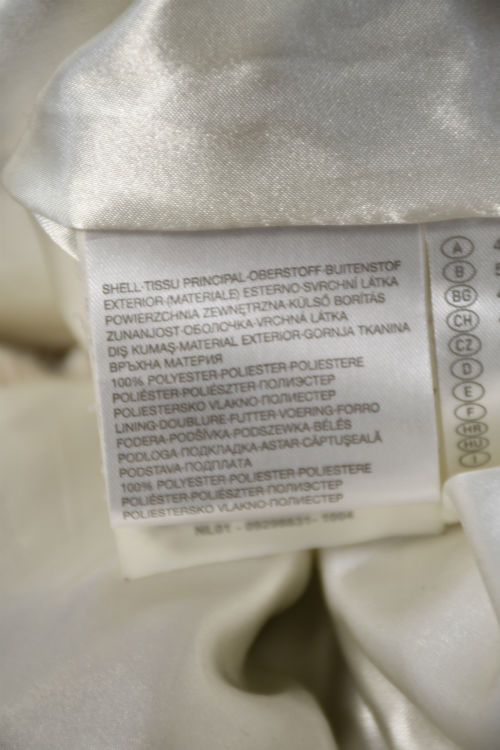 SHELL-TISSU PRINCIPAL-OBERSTOFF-BUITENSTOF
EXTERIOR-(MATERIALE) ESTERNO-SVRCHNÍ LÁTKA
POWIERZCHNIA ZEWNĘTRZNA-KÜLSŐ BORÍTÁS
ZUNANJOST-ОБОЛОЧКА-VRCHNÁ LÁTKA
DIŞ KUMAŞ-MATERIAL EXTERIOR-GORNJA TKANINA
ВРЪХНА МАТЕРИЯ
100% POLYESTER-POLYESTER-POLIESTERE
POLIÉSTER-POLIÉSZTER-ПОЛИЭСТЕР
POLIESTERSKO VLAKNO-ПОЛИЕСТЕР
LINING-DOUBLURE-FUTTER-VOERING-FORRO
FODERA-PODŠÍVKA-PODSZEWKA-BÉLÉS
PODLOGA-ПОДКЛАДКА-ASTAR-CĂPTUŞEALĂ
PODSTAVA-ПОДПЛАТА
100% POLYESTER-POLIESTER-POLIESTERE
POLIÉSTER-POLIÉSZTER-ПОЛИЭСТЕР
POLIESTERSKO VLAKNO-ПОЛИЕСТЕР
NL01 -
A
B
BG
CH
CZ
D
E
F
HR
HU
I